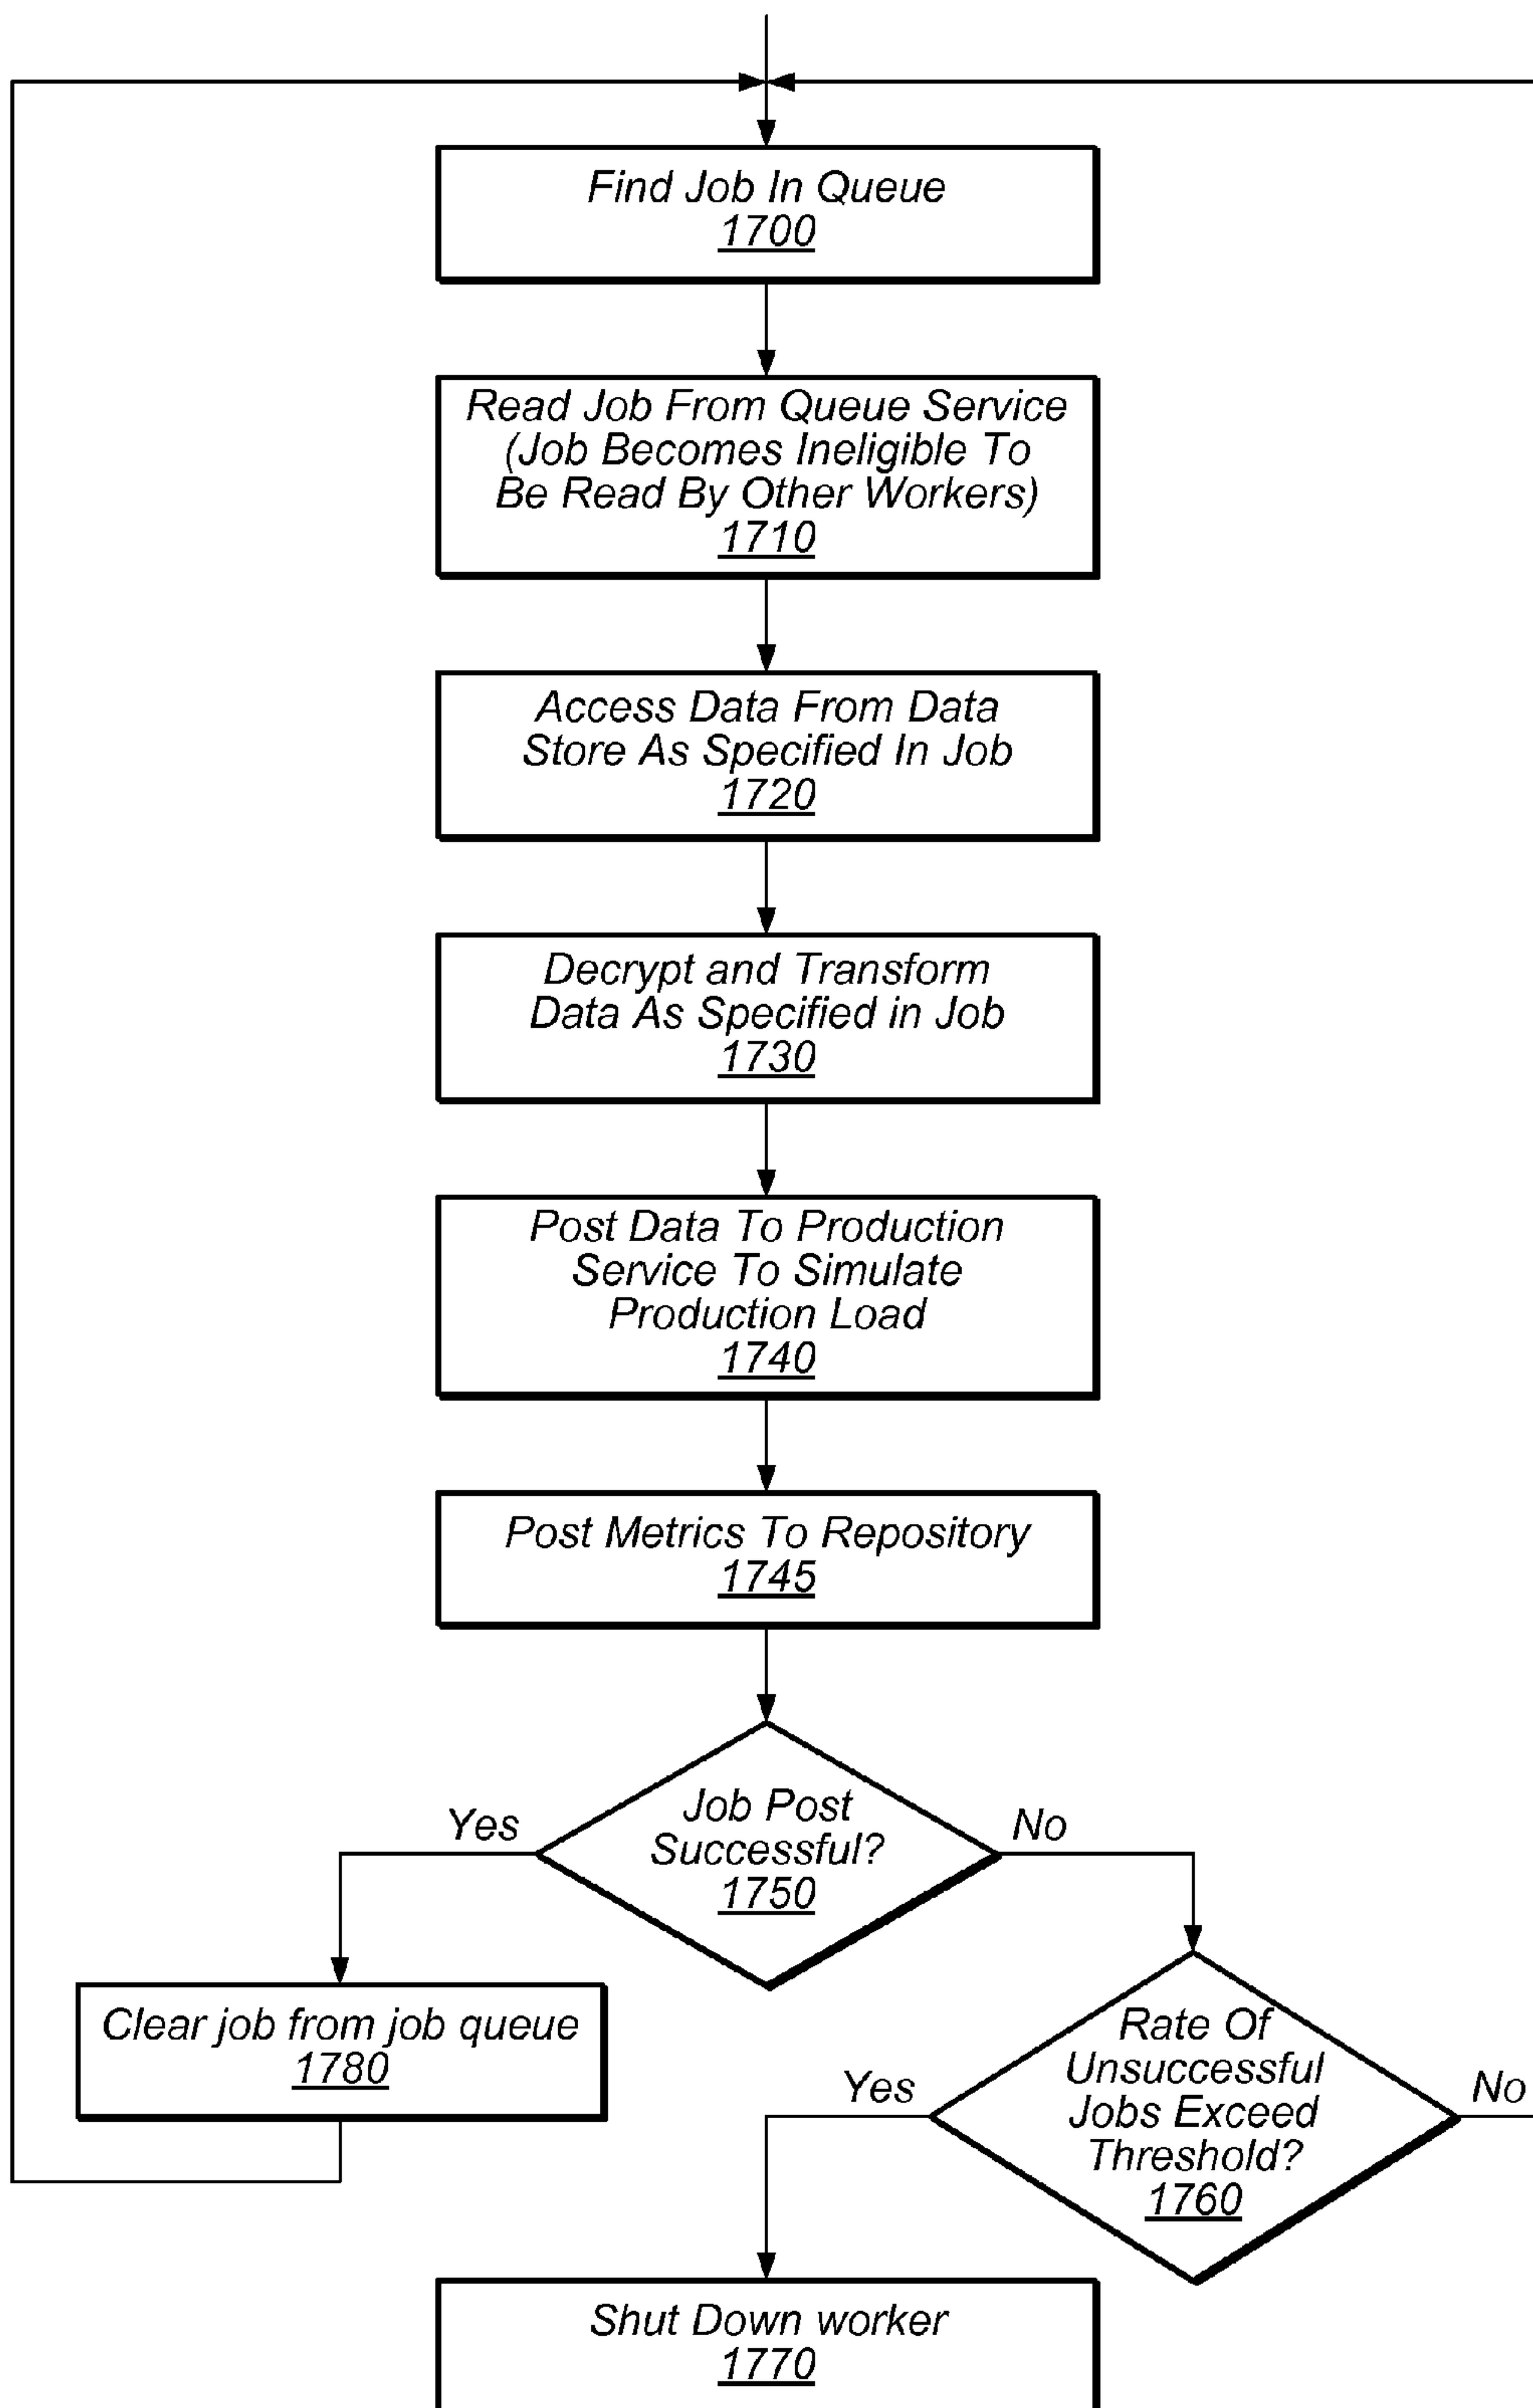 Find Job In Queue
1700
Read Job From Queue Service
(Job Becomes Ineligible To
Be Read By Other Workers)
1710
Access Data From Data
Store As Specified In Job
1720
Decrypt and Transform
Data As Specified in Job
1730
Post Data To Production
Service To Simulate
Production Load
1740
Post Metrics To Repository
1745
Job Post
Successful?
1750
Yes
No
Clear job from job queue
1780
Rate Of
Unsuccessful
Jobs Exceed
Threshold?
1760
Yes
No
Shut Down worker
1770